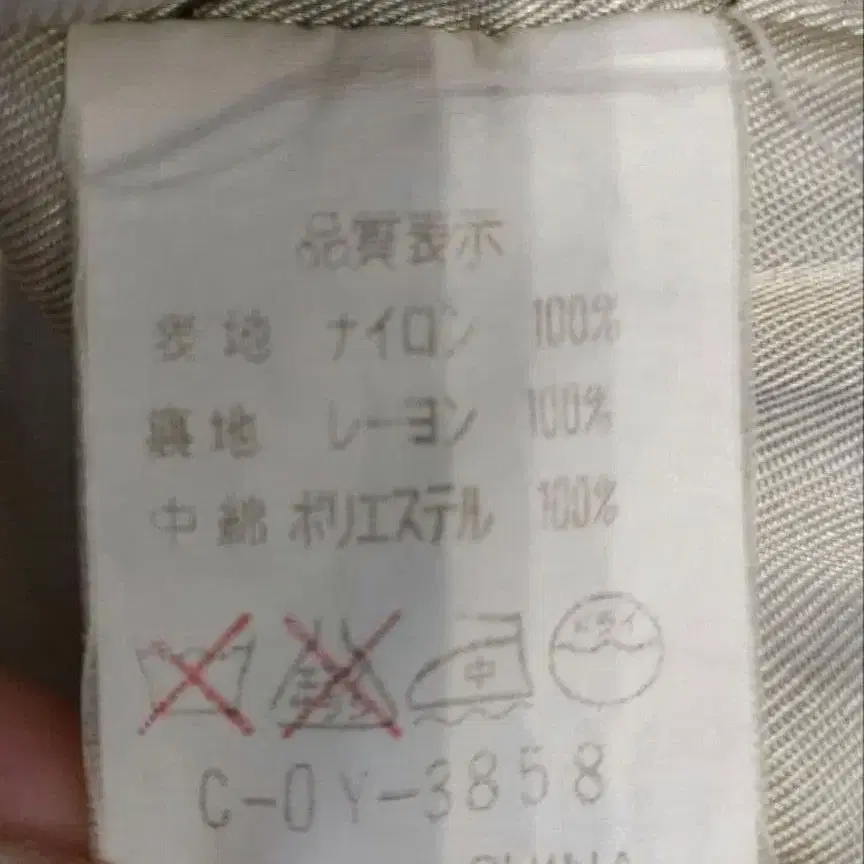 品質表示
表地 ナイロン 100%
裏地 レーヨン 100%
中綿 ポリエステル 100%
中 ドライ
C-OY-3858